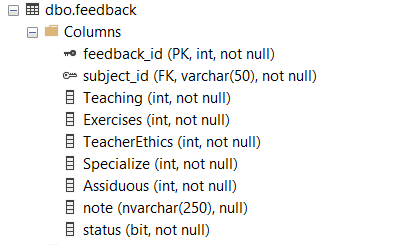 dbo.feedback
Columns
feedback_id (PK, int, not null)
subject_id (FK, varchar(50), not null)
Teaching (int, not null)
Exercises (int, not null)
TeacherEthics (int, not null)
Specialize (int, not null)
Assiduous (int, not null)
note (nvarchar(250), null)
status (bit, not null)